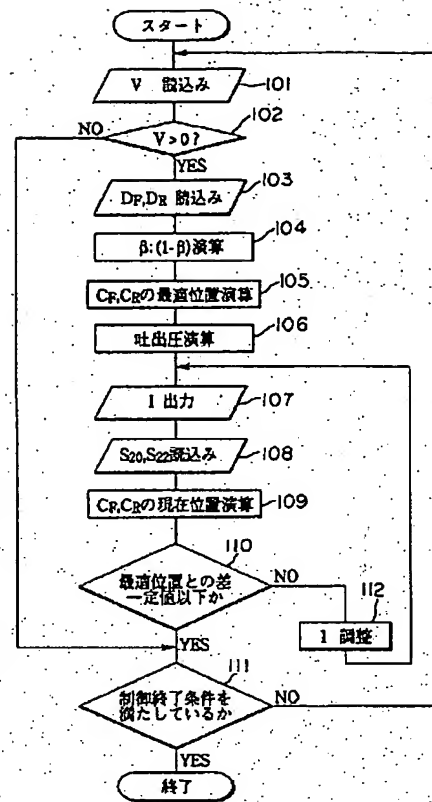 スタート
V 読込み
101
102
NO
V>0?
YES
103
DF,DR 読込み
104
β:(1-β)演算
105
CF,CRの最適位置演算
106
吐出圧演算
I 出力
107
S20,S22読込み
108
CF,CRの現在位置演算
109
110
最適位置との差
一定値以下か
NO
112
I 調整
YES
111
制御終了条件を
満たしているか
NO
YES
終了